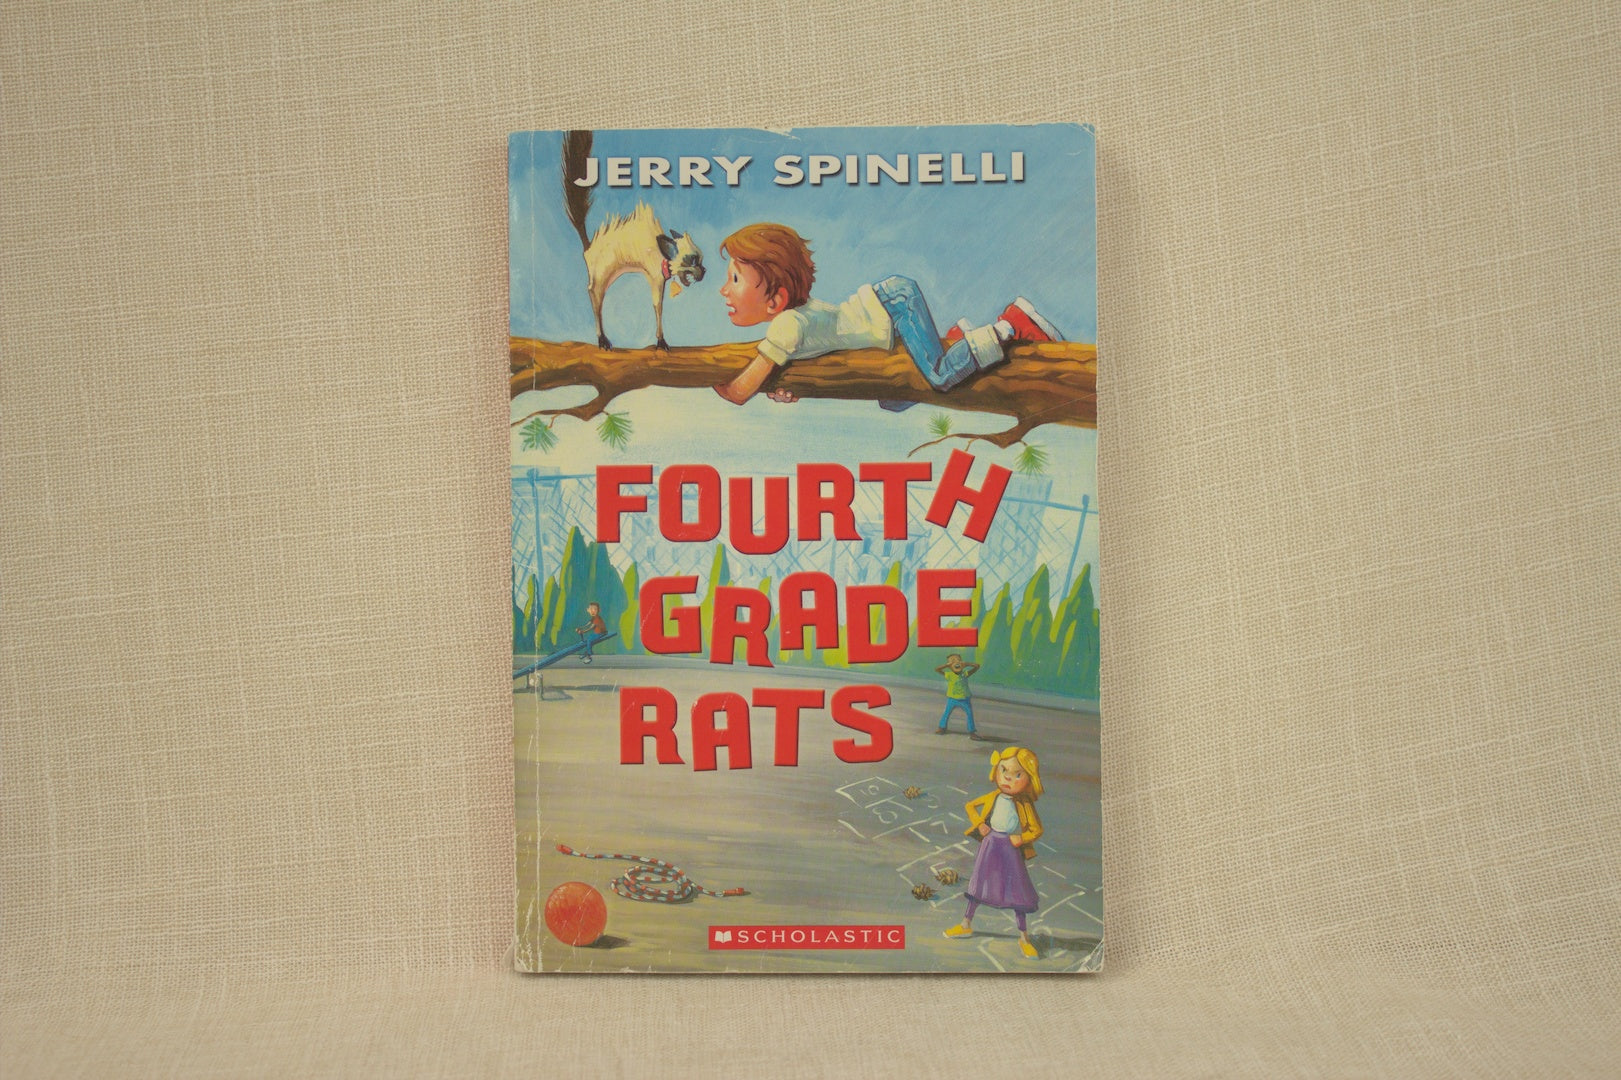 JERRY SPINELLI
FOURTH
GRADE
RATS
SCHOLASTIC